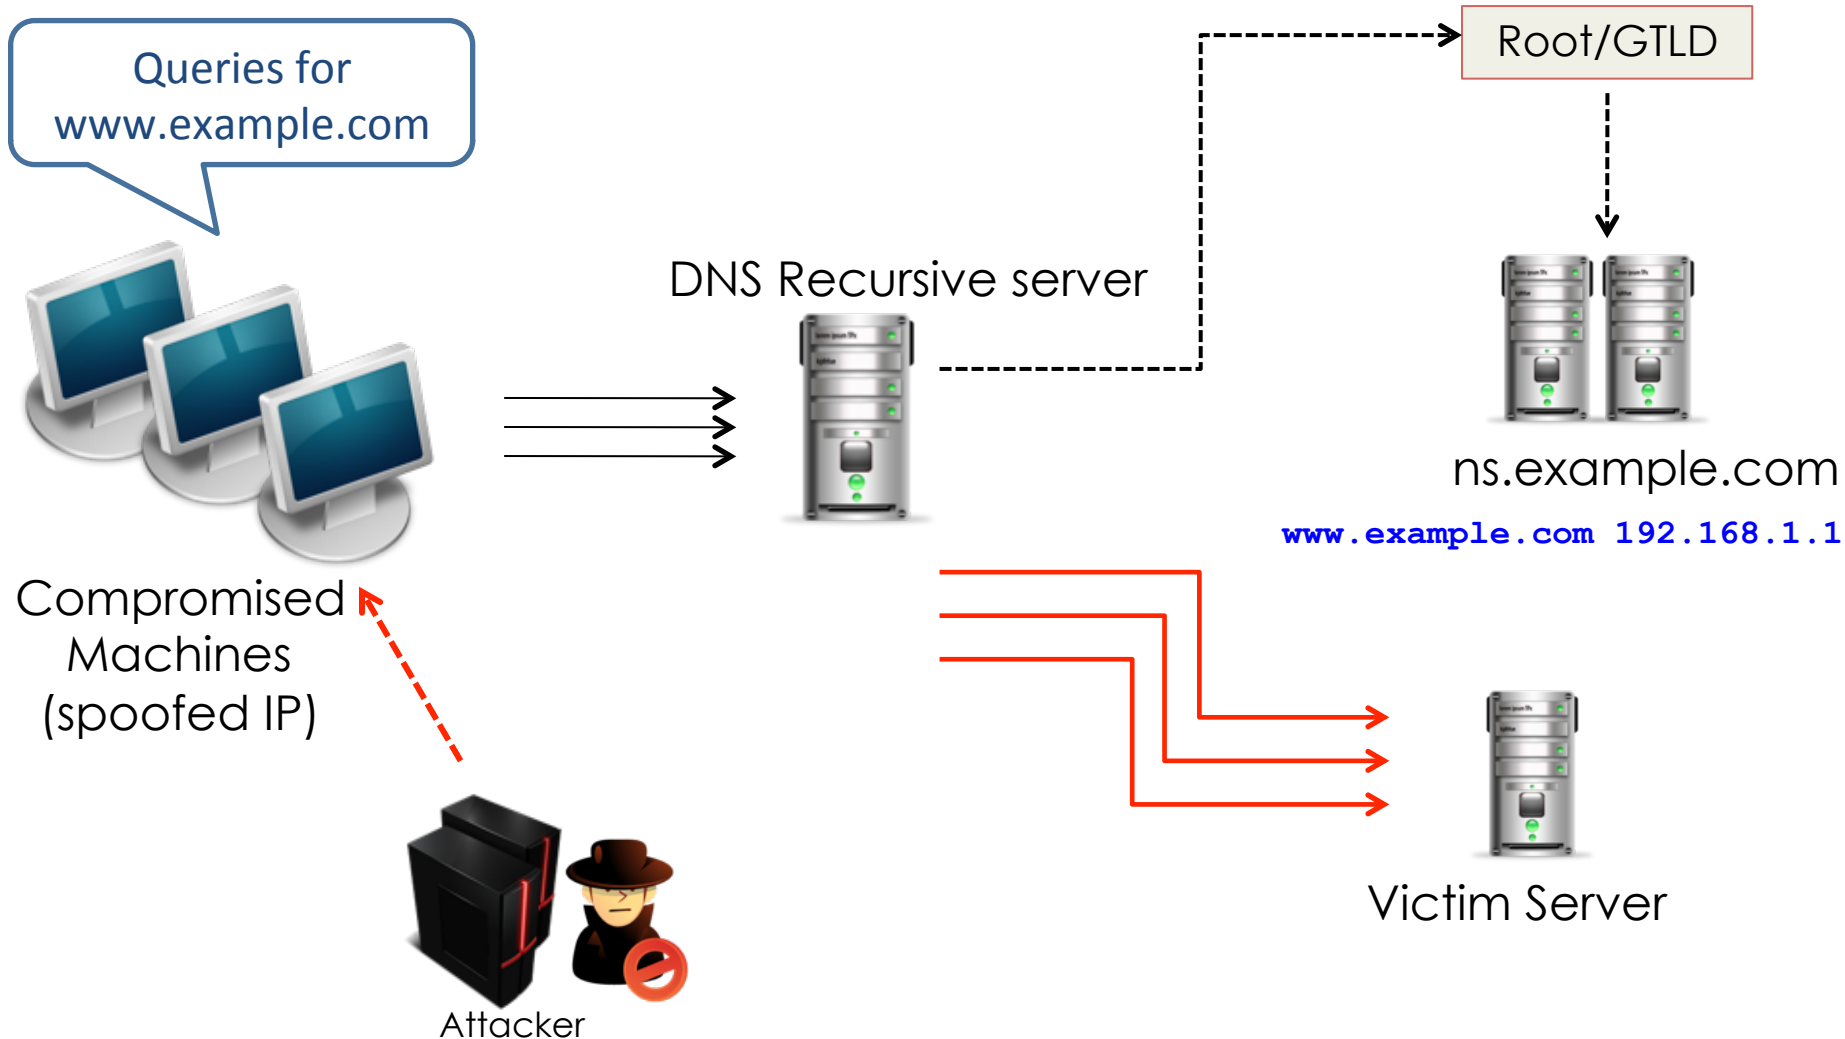 Queries for
www.example.com
Root/GTLD
DNS Recursive server
ns.example.com
www.example.com 192.168.1.1
Compromised
Machines
(spoofed IP)
Victim Server
Attacker